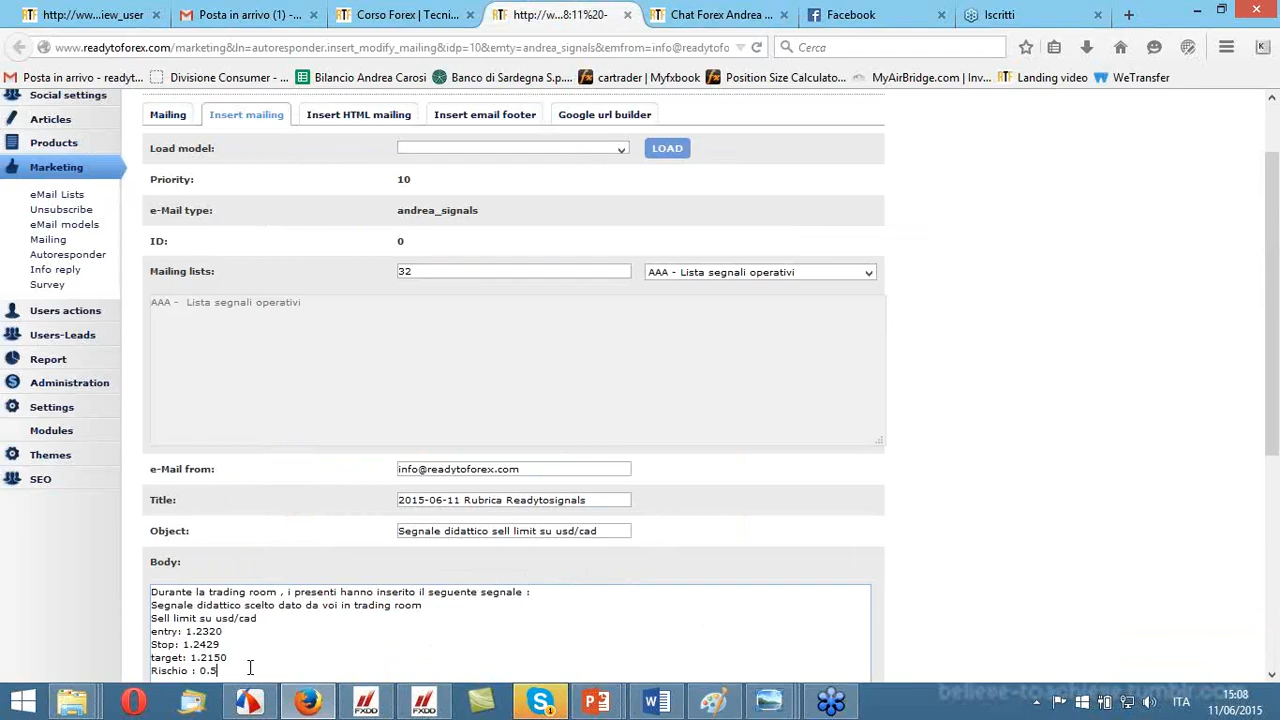 http://ww...iew_user
Posta in arrivo (1) -...
Corso Forex | Tecni...
http://w...8:11%20-
Chat Forex Andrea ...
Facebook
Iscritti
www.readytoforex.com/marketing&ln=autoresponder.insert_modify_mailing&idp=10&emty=andrea_signals&emfrom=info@readytofo
Cerca
Posta in arrivo - readyt...
Divisione Consumer - ...
Bilancio Andrea Carosi
Banco di Sardegna S.p....
cartrader | Myfxbook
Position Size Calculato...
MyAirBridge.com | Inv...
Landing video
WeTransfer
Social settings
Articles
Products
Marketing
eMail Lists
Unsubscribe
eMail models
Mailing
Autoresponder
Info reply
Survey
Users actions
Users-Leads
Report
Administration
Settings
Modules
Themes
SEO
Mailing
Insert mailing
Insert HTML mailing
Insert email footer
Google url builder
Load model:
LOAD
Priority: 10
e-Mail type: andrea_signals
ID: 0
Mailing lists: 32 AAA - Lista segnali operativi
AAA - Lista segnali operativi
e-Mail from: info@readytoforex.com
Title: 2015-06-11 Rubrica Readytosignals
Object: Segnale didattico sell limit su usd/cad
Body:
Durante la trading room , i presenti hanno inserito il seguente segnale :
Segnale didattico scelto dato da voi in trading room
Sell limit su usd/cad
entry: 1.2320
Stop: 1.2429
target: 1.2150
Rischio : 0.5
FXDD
FXDD
ITA
15:08
11/06/2015